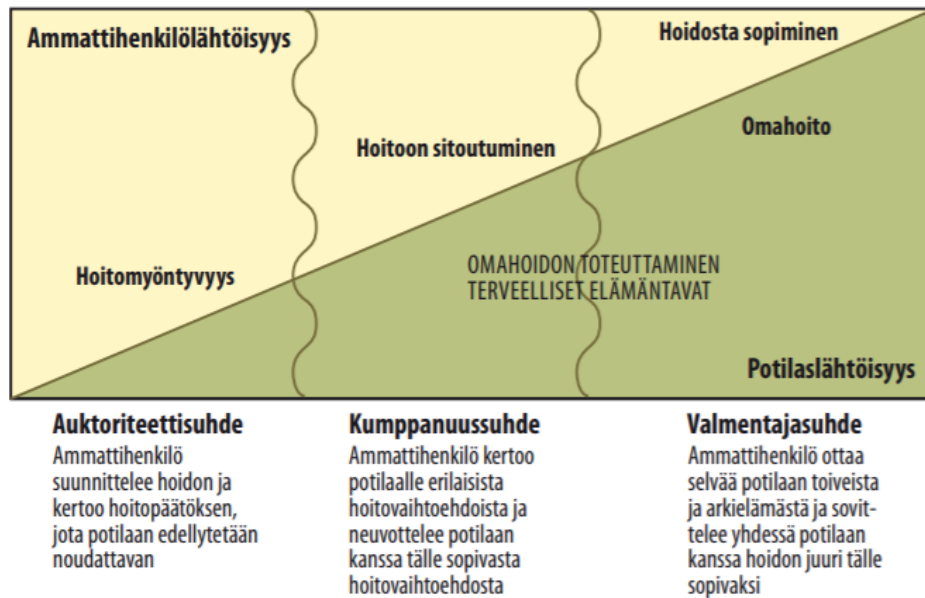 Ammattihenkilölähtöisyys
Hoidosta sopiminen
Omahoito
Hoitoon sitoutuminen
Hoitomyöntyvyys
OMAHOIDON TOTEUTTAMINEN
TERVEELLISET ELÄMÄNTAVAT
Potilaslähtöisyys
Auktoriteettisuhde
Ammattihenkilö
suunnittelee hoidon ja
kertoo hoitopäätöksen,
jota potilaan edellytetään
noudattavan
Kumppanuussuhde
Ammattihenkilö kertoo
potilaalle erilaisista
hoitovaihtoehdoista ja
neuvottelee potilaan
kanssa tälle sopivasta
hoitovaihtoehdosta
Valmentajasuhde
Ammattihenkilö ottaa
selvää potilaan toiveista
ja arkielämästä ja sovit-
telee yhdessä potilaan
kanssa hoidon juuri tälle
sopivaksi